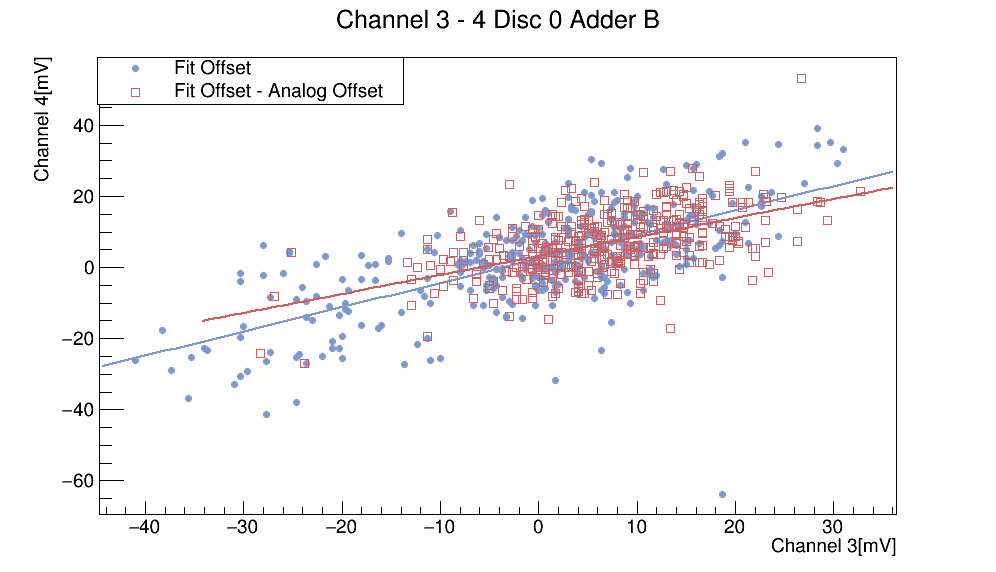 Channel 3 - 4 Disc 0 Adder B
Fit Offset
Fit Offset - Analog Offset
Channel 4[mV]
40
20
0
−20
−40
−60
−40 −30 −20 −10 0 10 20 30
Channel 3[mV]